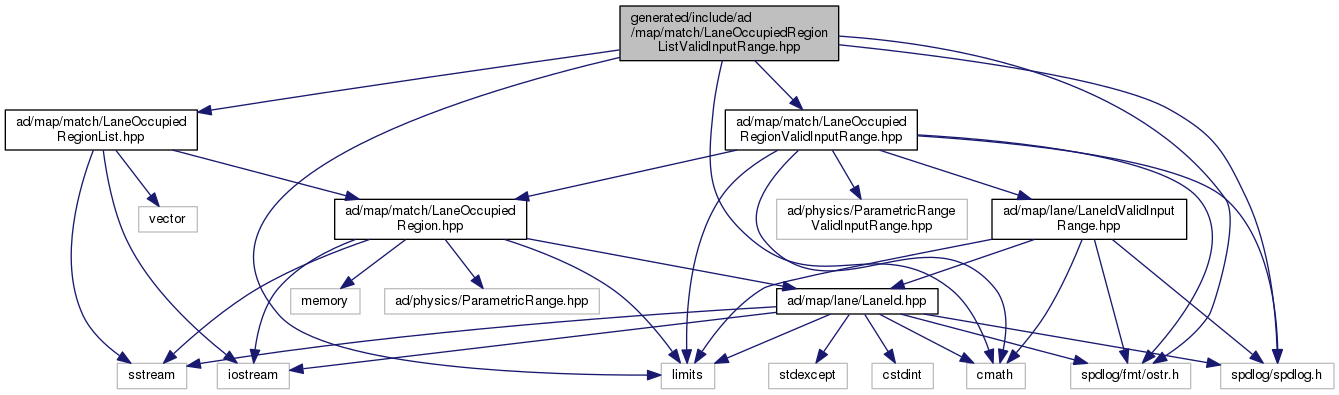 generated/include/ad
/map/match/LaneOccupiedRegion
ListValidInputRange.hpp
ad/map/match/LaneOccupied
RegionList.hpp
ad/map/match/LaneOccupied
RegionValidInputRange.hpp
vector
ad/map/match/LaneOccupied
Region.hpp
ad/physics/ParametricRange
ValidInputRange.hpp
ad/map/lane/LaneIdValidInput
Range.hpp
memory
ad/physics/ParametricRange.hpp
ad/map/lane/LaneId.hpp
sstream
iostream
limits
stdexcept
cstdint
cmath
spdlog/fmt/ostr.h
spdlog/spdlog.h